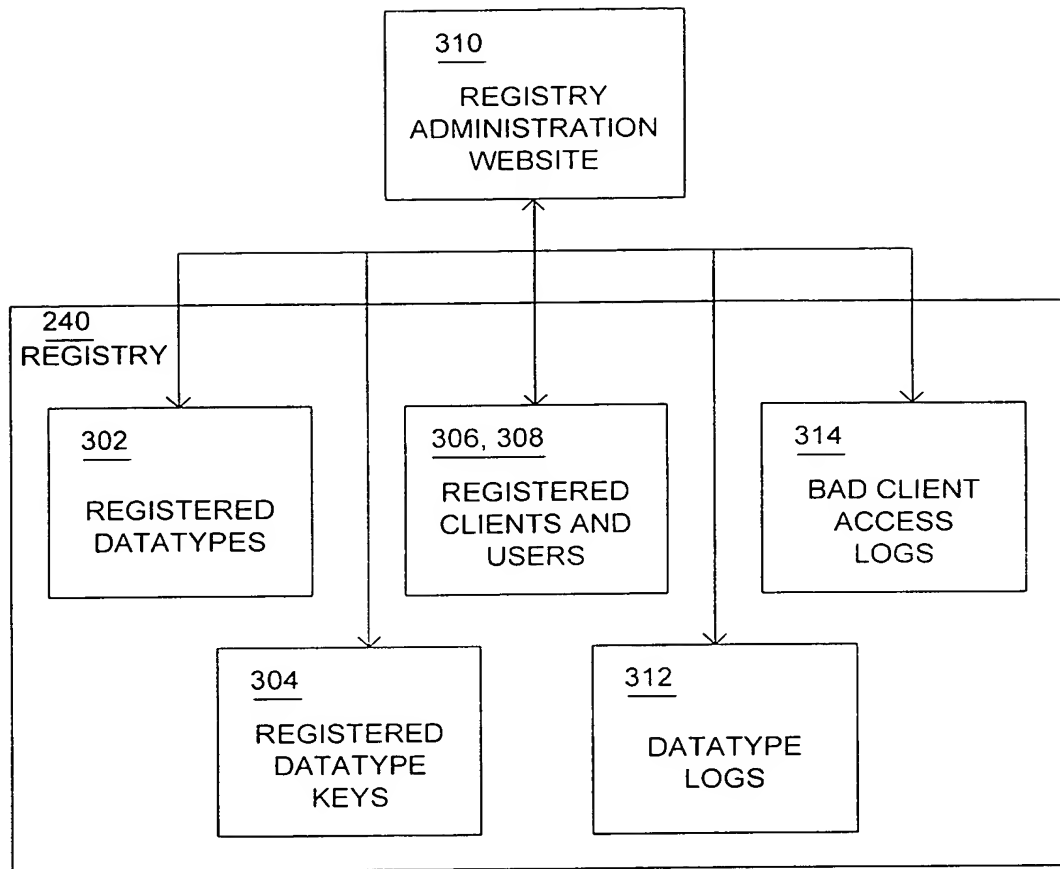 310
REGISTRY
ADMINISTRATION
WEBSITE
240
REGISTRY
302
REGISTERED
DATATYPES
306, 308
REGISTERED
CLIENTS AND
USERS
314
BAD CLIENT
ACCESS
LOGS
304
REGISTERED
DATATYPE
KEYS
312
DATATYPE
LOGS